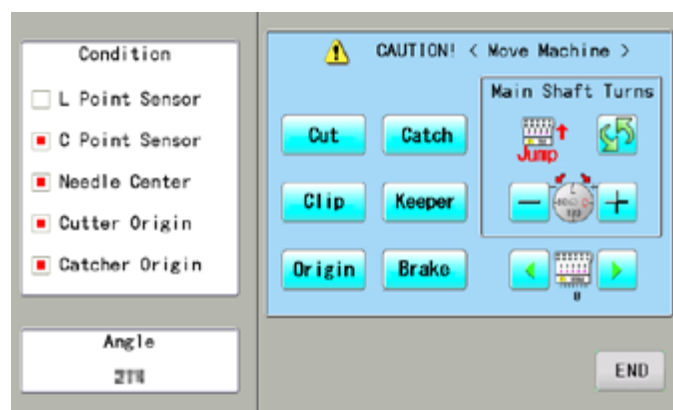 Condition
L Point Sensor
C Point Sensor
Needle Center
Cutter Origin
Catcher Origin
Angle
CAUTION! < Move Machine >
Main Shaft Turns
Cut
Catch
Jump
Clip
Keeper
Origin
Brake
END